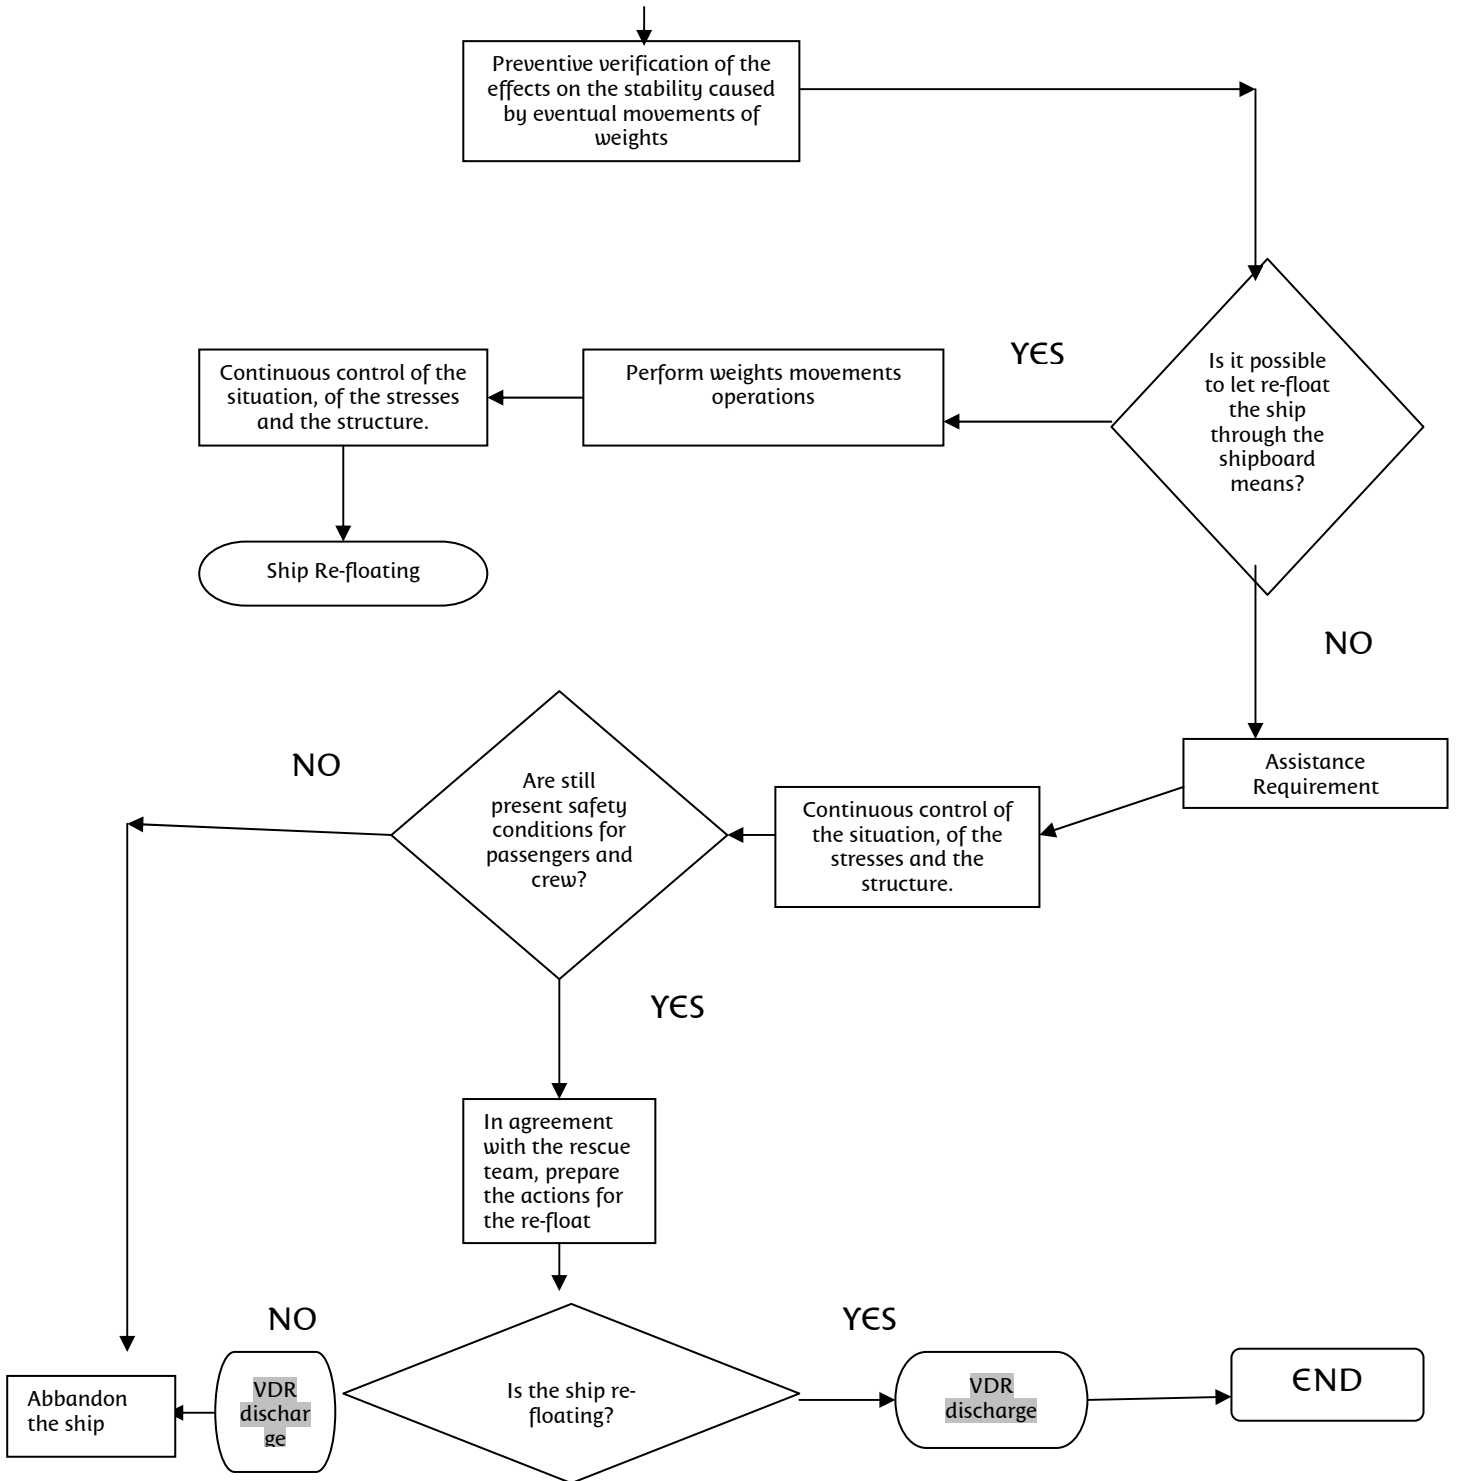 Preventive verification of the
effects on the stability caused
by eventual movements of
weights
YES
Is it possible
to let re-float
the ship
through the
shipboard
means?
Perform weights movements
operations
Continuous control of the
situation, of the stresses
and the structure.
Ship Re-floating
NO
Assistance
Requirement
Continuous control of
the situation, of the
stresses and the
structure.
NO
Are still
present safety
conditions for
passengers and
crew?
YES
In agreement
with the rescue
team, prepare
the actions for
the re-float
NO
YES
Is the ship re-
floating?
VDR
dischar
ge
Abbandon
the ship
VDR
discharge
END